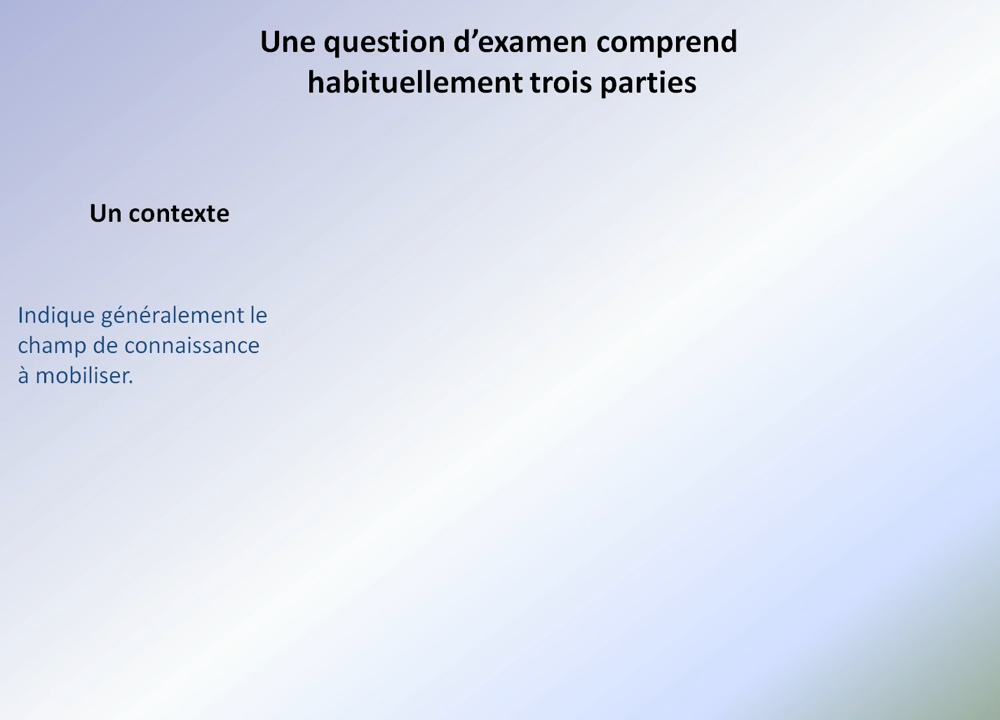 Une question d’examen comprend
habituellement trois parties
Un contexte
Indique généralement le
champ de connaissance
à mobiliser.